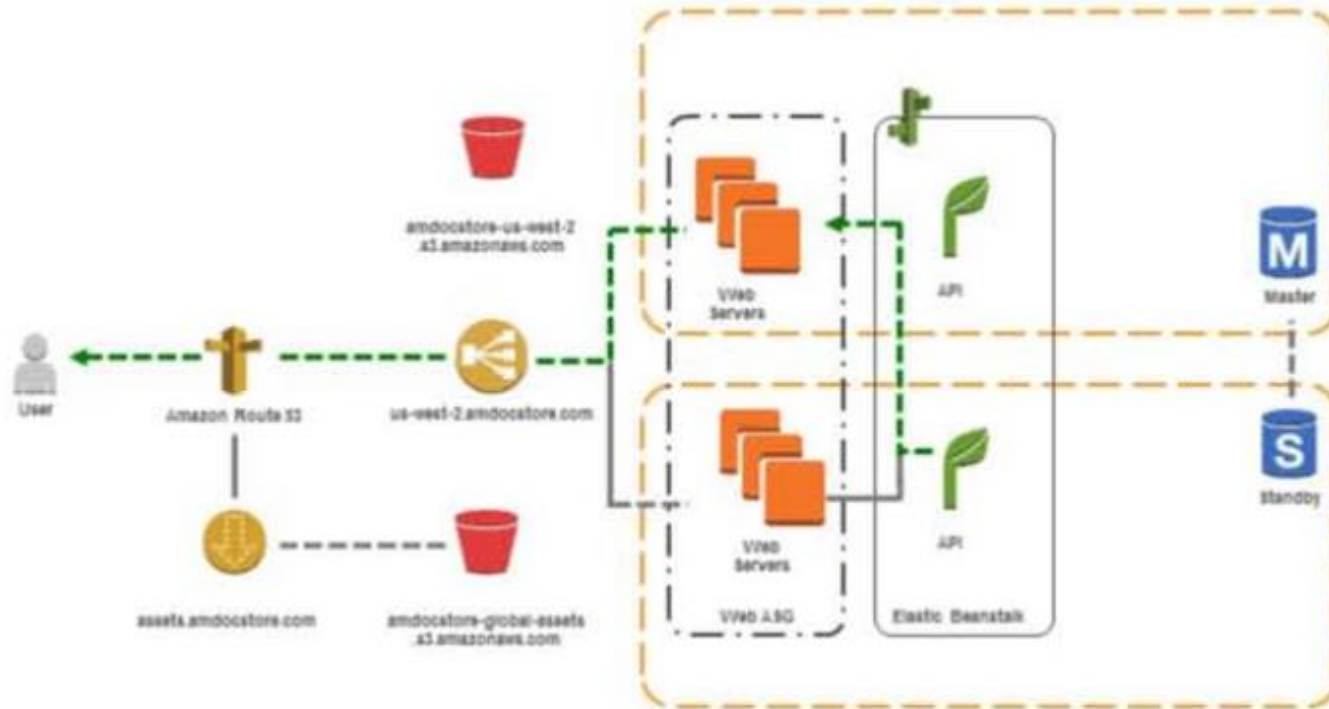 amdocstore-us-west-2
.s3.amazonaws.com
Web
Servers
API
M
Master
User
Amazon Route 53
us-west-2.amdocstore.com
S
Standby
Web
Servers
API
assets.amdocstore.com
amdocstore-global-assets
.s3.amazonaws.com
Web ASG
Elastic Beanstalk